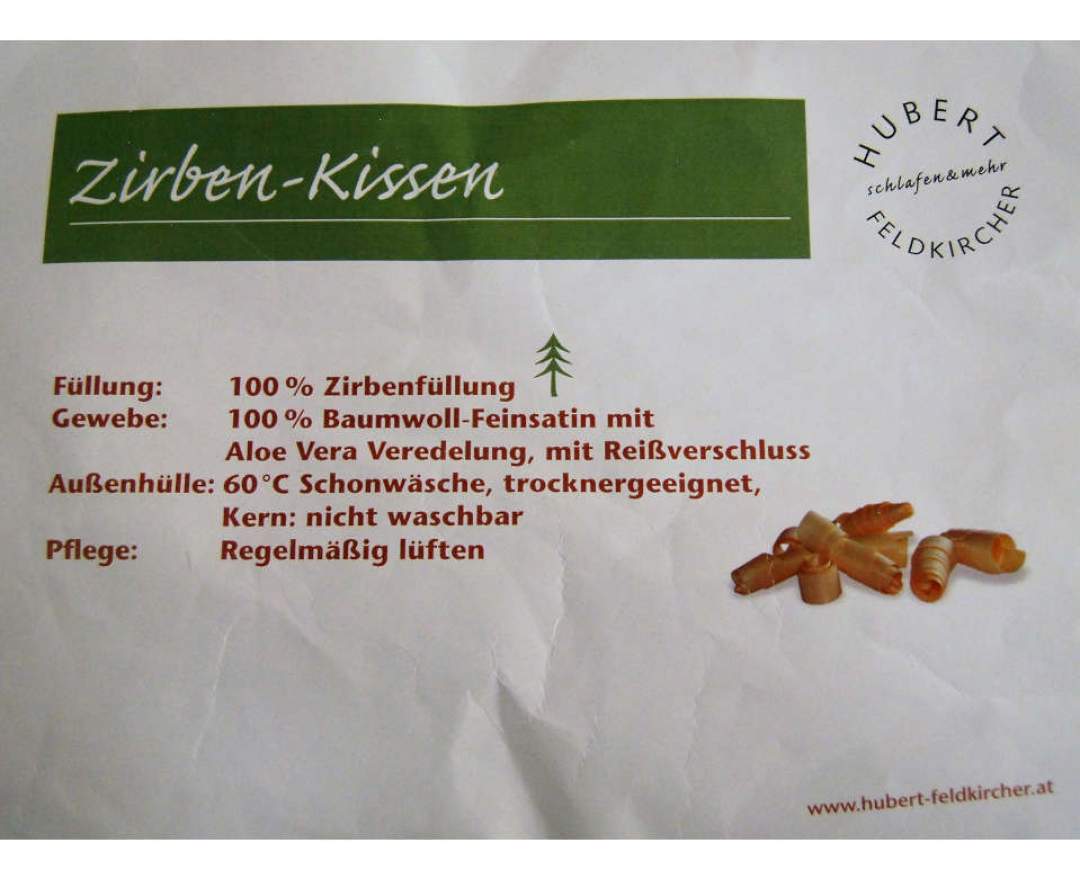 Zirben-Kissen
HUBERT
schlafen&mehr
FELDKIRCHER
Füllung: 100 % Zirbenfüllung
Gewebe: 100 % Baumwoll-Feinsatin mit
Aloe Vera Veredelung, mit Reißverschluss
Außenhülle: 60 °C Schonwäsche, trocknergeeignet,
Kern: nicht waschbar
Pflege: Regelmäßig lüften
www.hubert-feldkircher.at